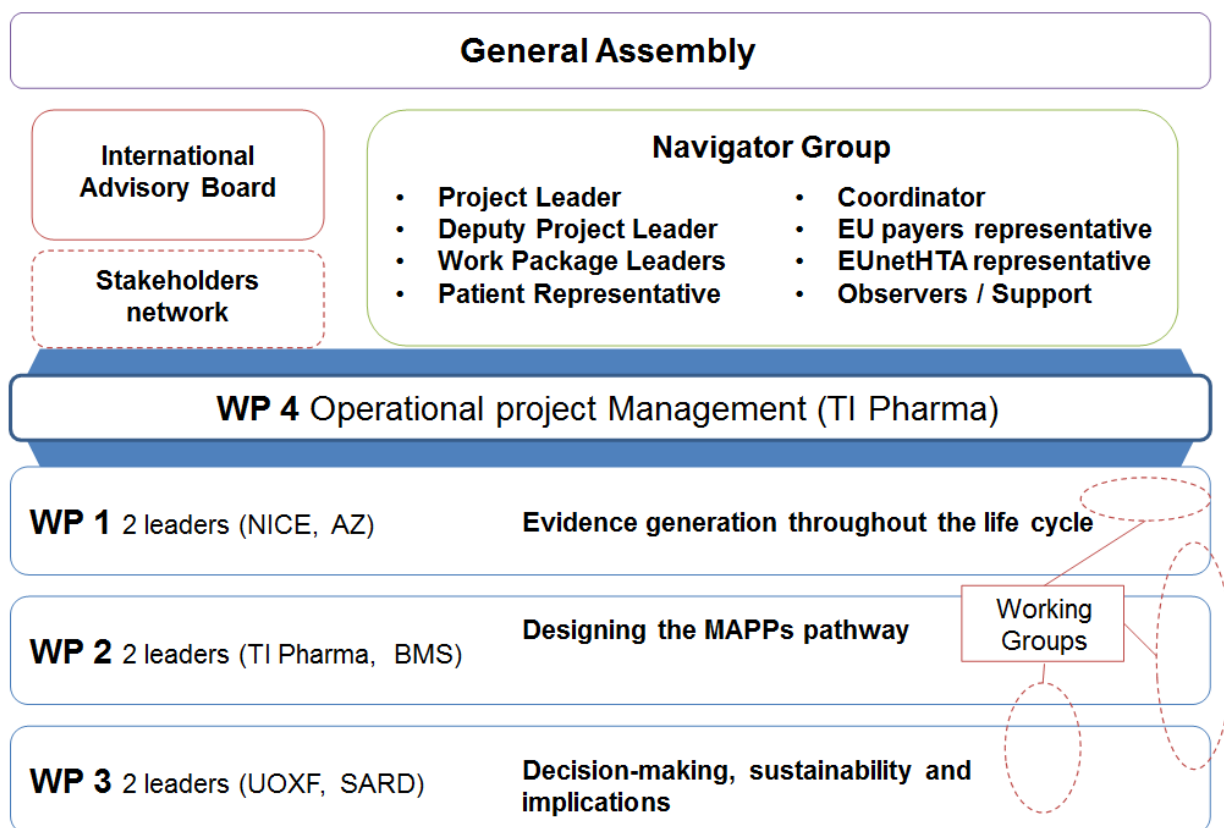 General Assembly
International
Advisory Board
Stakeholders
network
Navigator Group
• Project Leader
• Deputy Project Leader
• Work Package Leaders
• Patient Representative
• Coordinator
• EU payers representative
• EUnetHTA representative
• Observers / Support
WP 4 Operational project Management (TI Pharma)
WP 1 2 leaders (NICE, AZ)
Evidence generation throughout the life cycle
WP 2 2 leaders (TI Pharma, BMS)
Designing the MAPPs pathway
Working
Groups
WP 3 2 leaders (UOXF, SARD)
Decision-making, sustainability and
implications